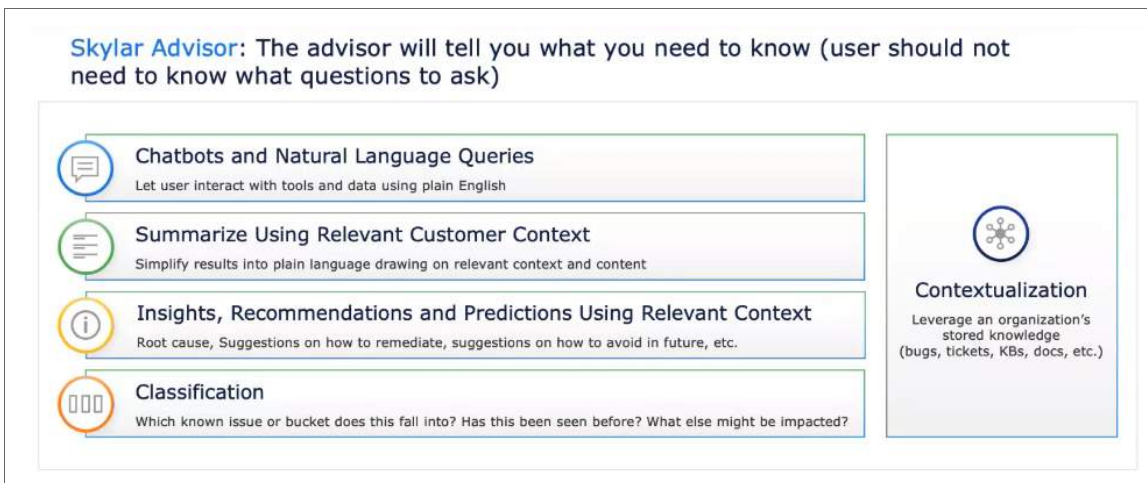 Skylar Advisor: The advisor will tell you what you need to know (user should not
need to know what questions to ask)
Chatbots and Natural Language Queries
Let user interact with tools and data using plain English
Summarize Using Relevant Customer Context
Simplify results into plain language drawing on relevant context and content
Insights, Recommendations and Predictions Using Relevant Context
Root cause, Suggestions on how to remediate, suggestions on how to avoid in future, etc.
Classification
Which known issue or bucket does this fall into? Has this been seen before? What else might be impacted?
Contextualization
Leverage an organization's
stored knowledge
(bugs, tickets, KBs, docs, etc.)